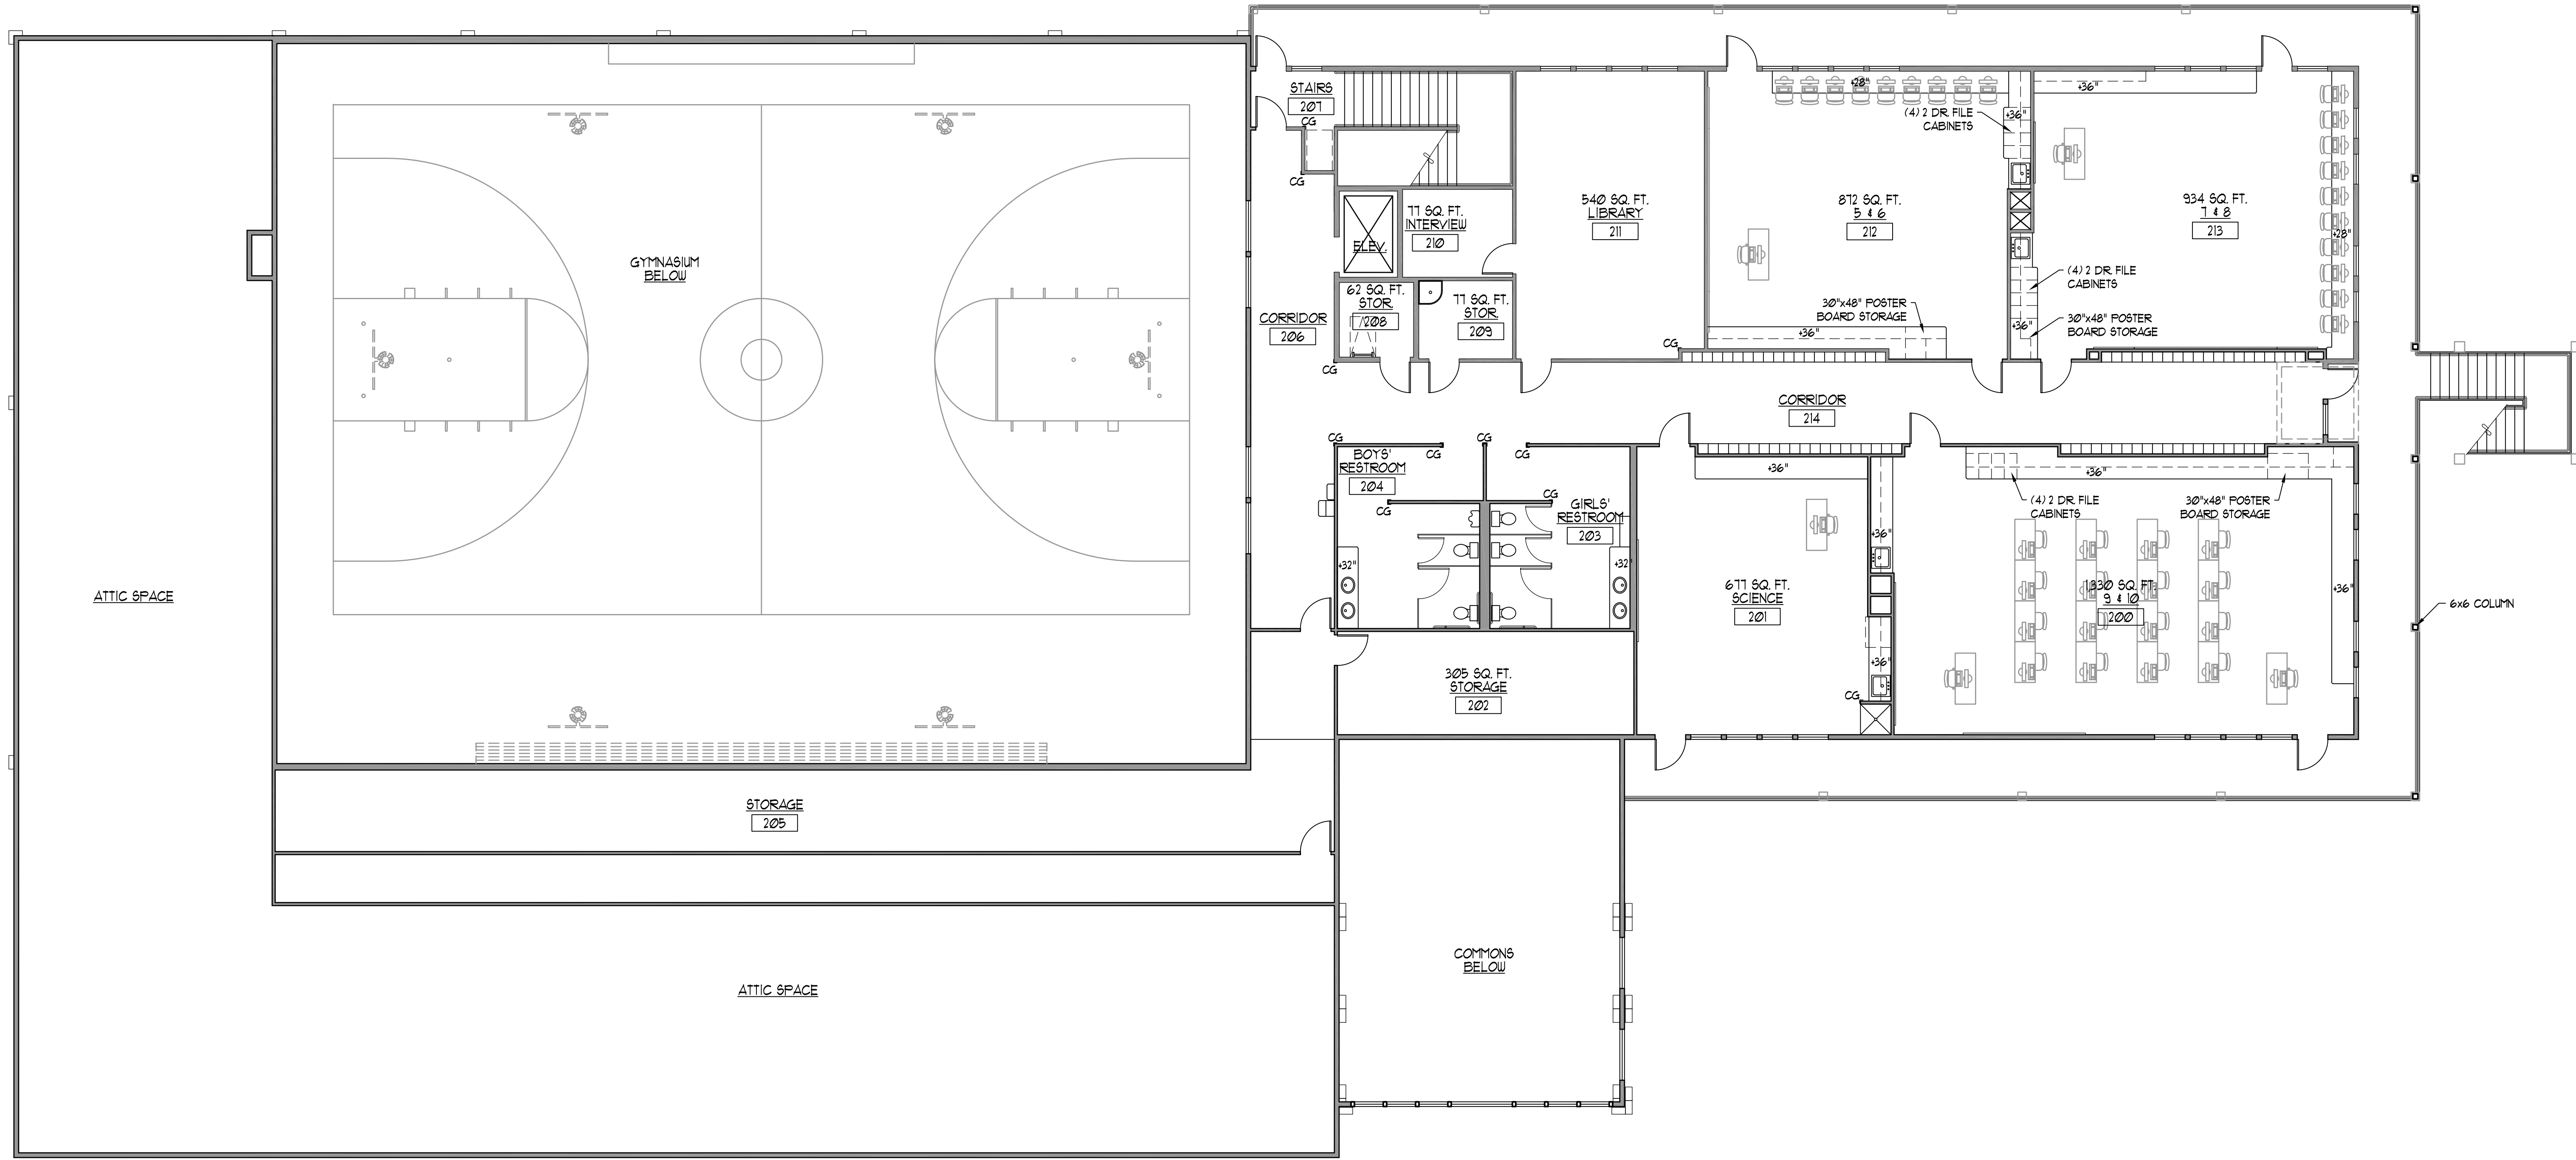 STAIRS
207
CG
CG
+28"
(4) 2 DR. FILE
CABINETS
+36"
+36"
77 SQ. FT.
INTERVIEW
210
ELEV.
540 SQ. FT.
LIBRARY
211
872 SQ. FT.
5 & 6
212
934 SQ. FT.
7 & 8
213
+28"
GYMNASIUM
BELOW
(4) 2 DR. FILE
CABINETS
62 SQ. FT.
STOR.
208
77 SQ. FT.
STOR.
209
30"x48" POSTER
BOARD STORAGE
+36"
+36"
30"x48" POSTER
BOARD STORAGE
CORRIDOR
206
CG
CG
CORRIDOR
214
CG
CG
CG
CG
BOYS'
RESTROOM
204
CG
CG
GIRLS'
RESTROOM
203
+36"
+36"
(4) 2 DR. FILE
CABINETS
30"x48" POSTER
BOARD STORAGE
+32"
+32"
+36"
677 SQ. FT.
SCIENCE
201
1,330 SQ. FT.
9 & 10
200
+36"
6x6 COLUMN
ATTIC SPACE
+36"
CG
305 SQ. FT.
STORAGE
202
STORAGE
205
COMMONS
BELOW
ATTIC SPACE